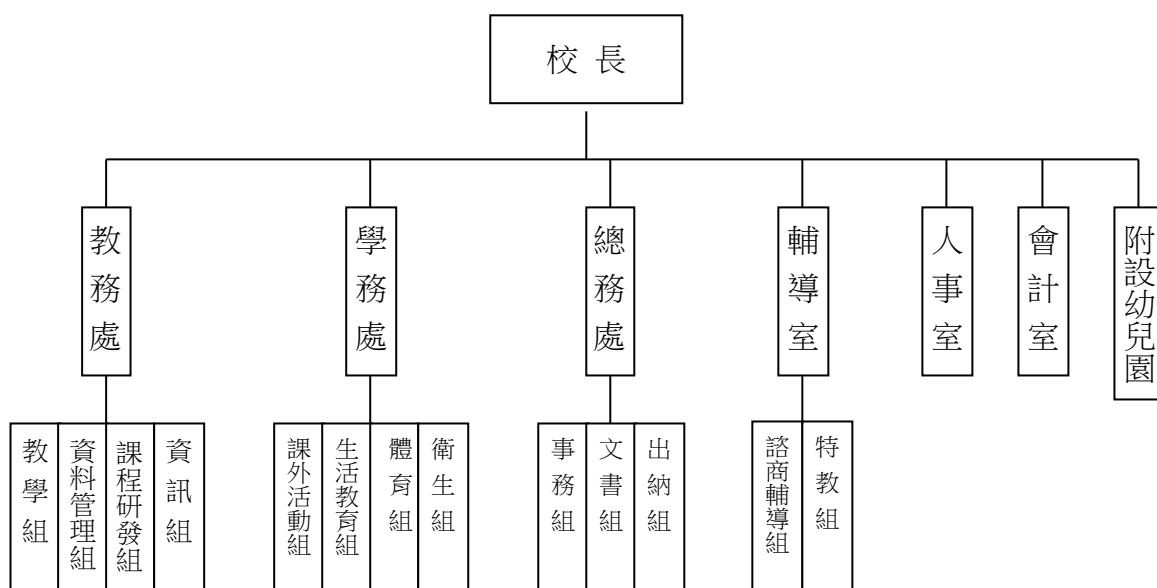 校長
教務處
學務處
總務處
輔導室
人事室
會計室
附設幼兒園
教學組
資料管理組
課程研發組
資訊組
課外活動組
生活教育組
體育組
衛生組
事務組
文書組
出納組
諮商輔導組
特教組